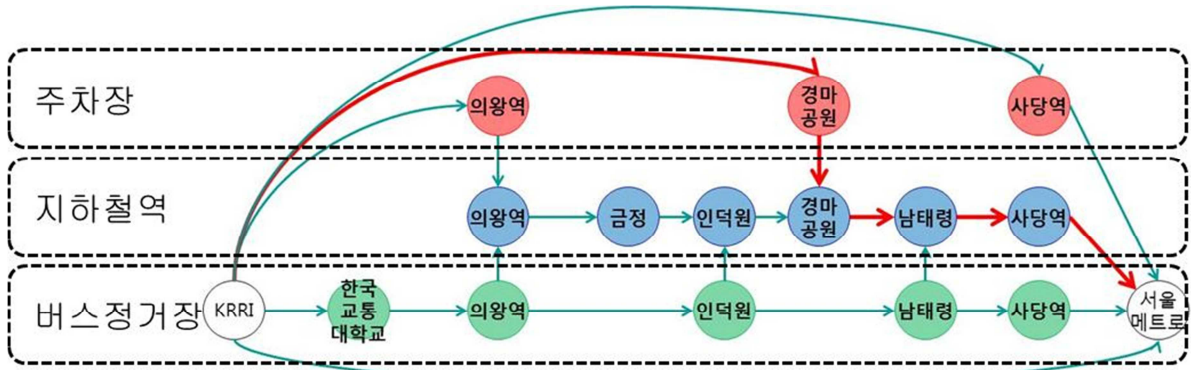 주차장
의왕역
경마
공원
사당역
지하철역
의왕역
금정
인덕원
경마
공원
남태령
사당역
버스정거장
KRRI
한국
교통
대학교
의왕역
인덕원
남태령
사당역
서울
메트로